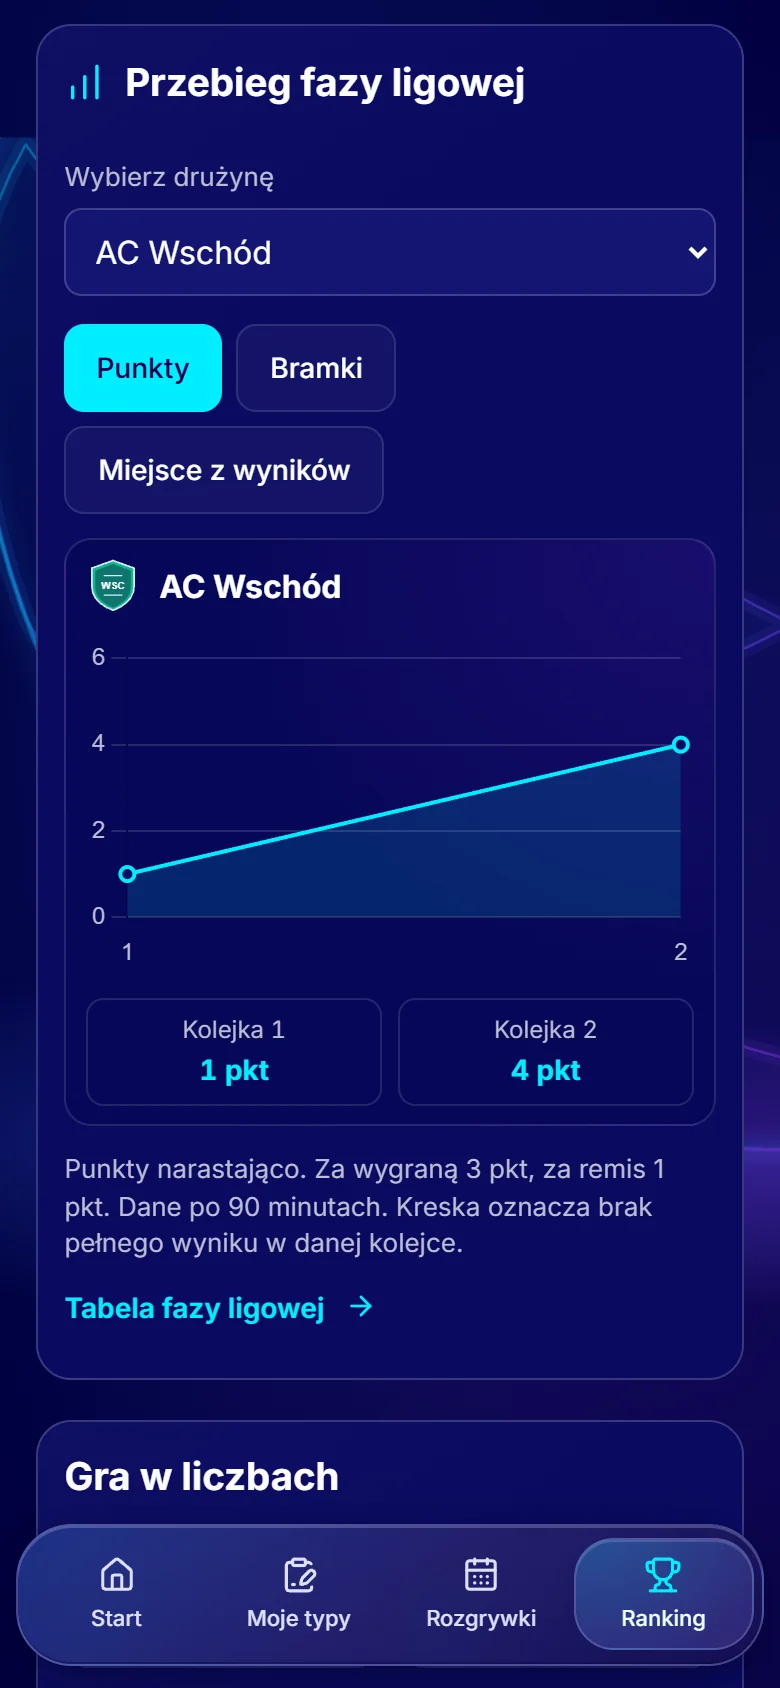 Przebieg fazy ligowej
Wybierz drużynę
AC Wschód
Punkty
Bramki
Miejsce z wyników
WSC
AC Wschód
6
4
2
0
1
2
Kolejka 1
1 pkt
Kolejka 2
4 pkt
Punkty narastająco. Za wygraną 3 pkt, za remis 1
pkt. Dane po 90 minutach. Kreska oznacza brak
pełnego wyniku w danej kolejce.
Tabela fazy ligowej
Gra w liczbach
Start
Moje typy
Rozgrywki
Ranking